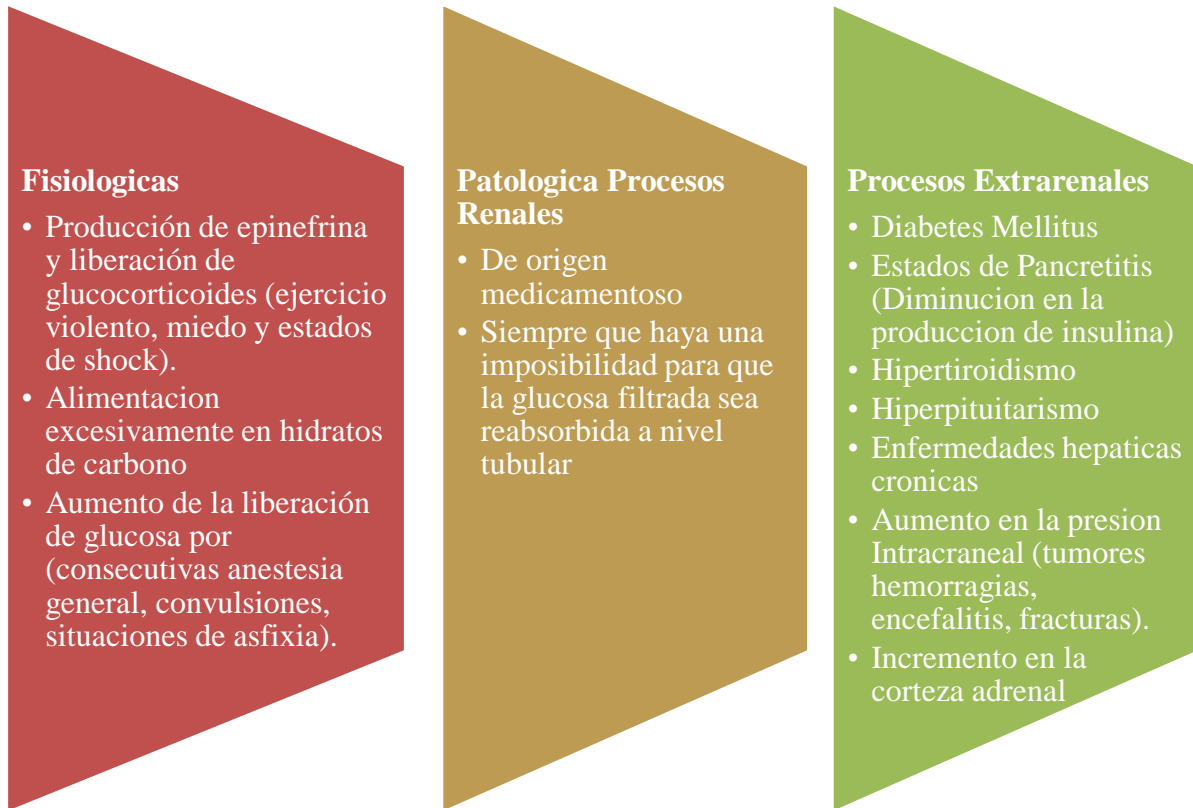 Fisiologicas
• Producción de epinefrina
y liberación de
glucocorticoides (ejercicio
violento, miedo y estados
de shock).
• Alimentacion
excesivamente en hidratos
de carbono
• Aumento de la liberación
de glucosa por
(consecutivas anestesia
general, convulsiones,
situaciones de asfixia).
Patologica Procesos
Renales
• De origen
medicamentoso
• Siempre que haya una
imposibilidad para que
la glucosa filtrada sea
reabsorbida a nivel
tubular
Procesos Extrarenales
• Diabetes Mellitus
• Estados de Pancretitis
(Diminucion en la
produccion de insulina)
• Hipertiroidismo
• Hiperpituitarismo
• Enfermedades hepaticas
cronicas
• Aumento en la presion
Intracraneal (tumores
hemorragias,
encefalitis, fracturas).
• Incremento en la
corteza adrenal